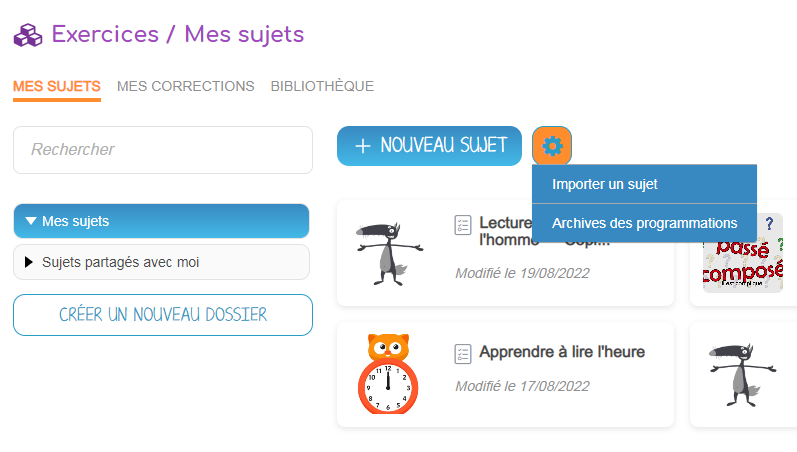 Exercices / Mes sujets
MES SUJETS MES CORRECTIONS BIBLIOTHÈQUE
Rechercher
+ NOUVEAU SUJET
Importer un sujet
Archives des programmations
Mes sujets
Sujets partagés avec moi
CRÉER UN NOUVEAU DOSSIER
Lecture
l'homme
Modifié le 19/08/2022
passé
composé
c'est compliqué
Apprendre à lire l'heure
Modifié le 17/08/2022